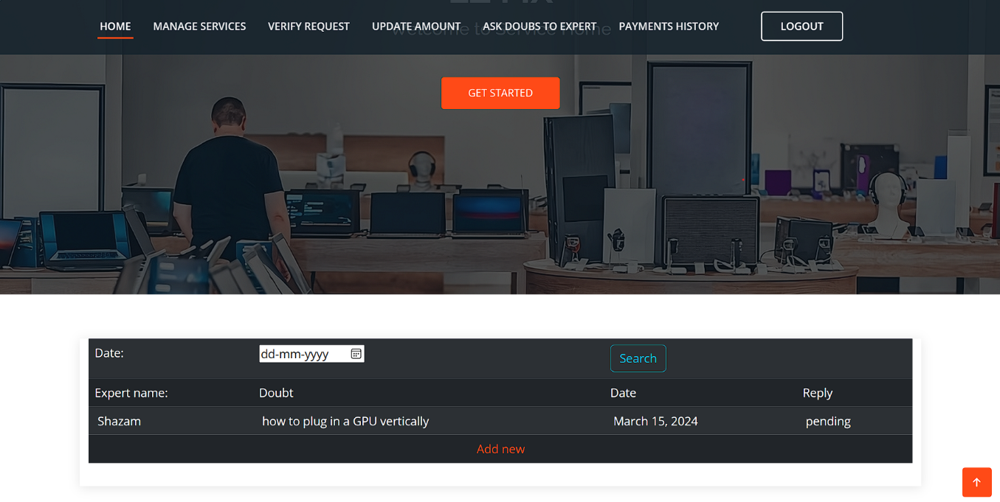 HOME MANAGE SERVICES VERIFY REQUEST UPDATE AMOUNT ASK DOUBS TO EXPERT PAYMENTS HISTORY LOGOUT
Welcome to Service Home
GET STARTED
Date: dd-mm-yyyy Search
Expert name: Doubt Date Reply
Shazam how to plug in a GPU vertically March 15, 2024 pending
Add new